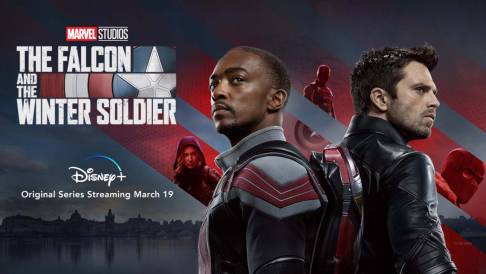 MARVEL STUDIOS
THE FALCON
AND THE
WINTER SOLDIER
Disney+
Original Series Streaming March 19